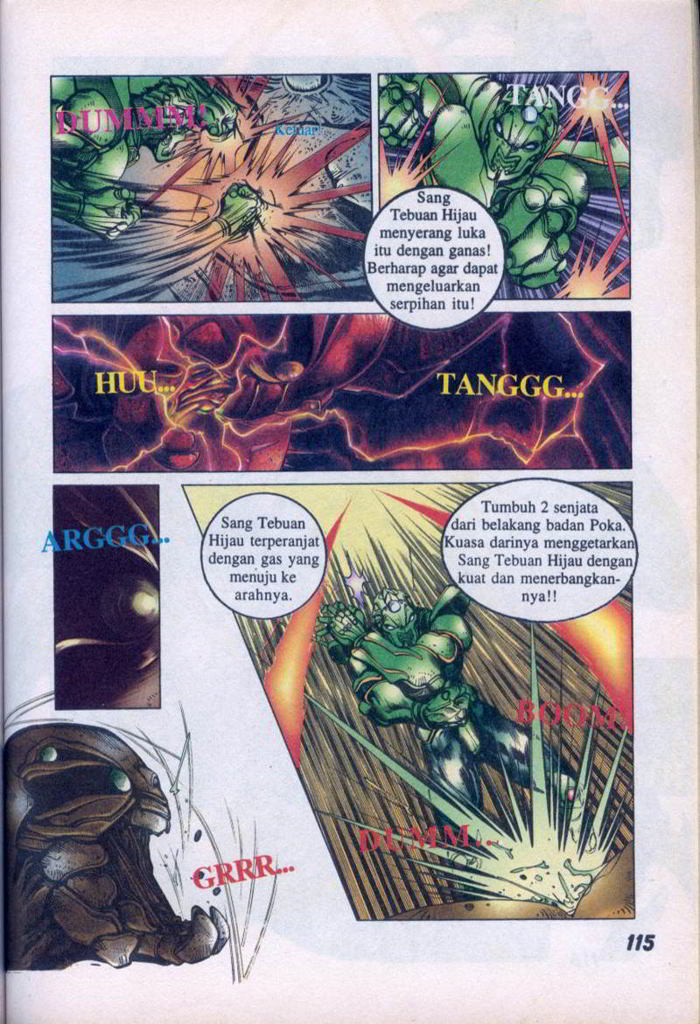 DUMMM!
Keluar!
TANGG...
Sang
Tebuan Hijau
menyerang luka
itu dengan ganas!
Berharap agar dapat
mengeluarkan
serpihan itu!
HUU...
TANGGG...
ARGGG...
Sang Tebuan
Hijau terperanjat
dengan gas yang
menuju ke
arahnya.
Tumbuh 2 senjata
dari belakang badan Poka.
Kuasa darinya menggetarkan
Sang Tebuan Hijau dengan
kuat dan menerbangkan-
nya!!
BOOM!
DUMM...
GRRR...
115